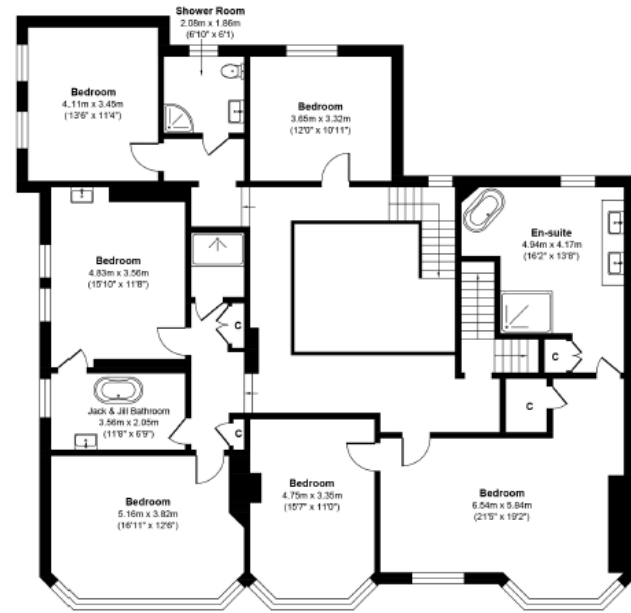 Shower Room
2.08m x 1.86m
(6'10" x 6'1)
Bedroom
4.11m x 3.45m
(13'6" x 11'4")
Bedroom
3.65m x 3.32m
(12'0" x 10'11")
En-suite
4.94m x 4.17m
(16'2" x 13'8")
Bedroom
4.83m x 3.56m
(15'10" x 11'8")
C
C
C
Jack & Jill Bathroom
3.56m x 2.05m
(11'8" x 6'9")
C
Bedroom
4.75m x 3.35m
(15'7" x 11'0")
Bedroom
6.54m x 5.84m
(21'5" x 19'2")
Bedroom
5.16m x 3.82m
(16'11" x 12'6")